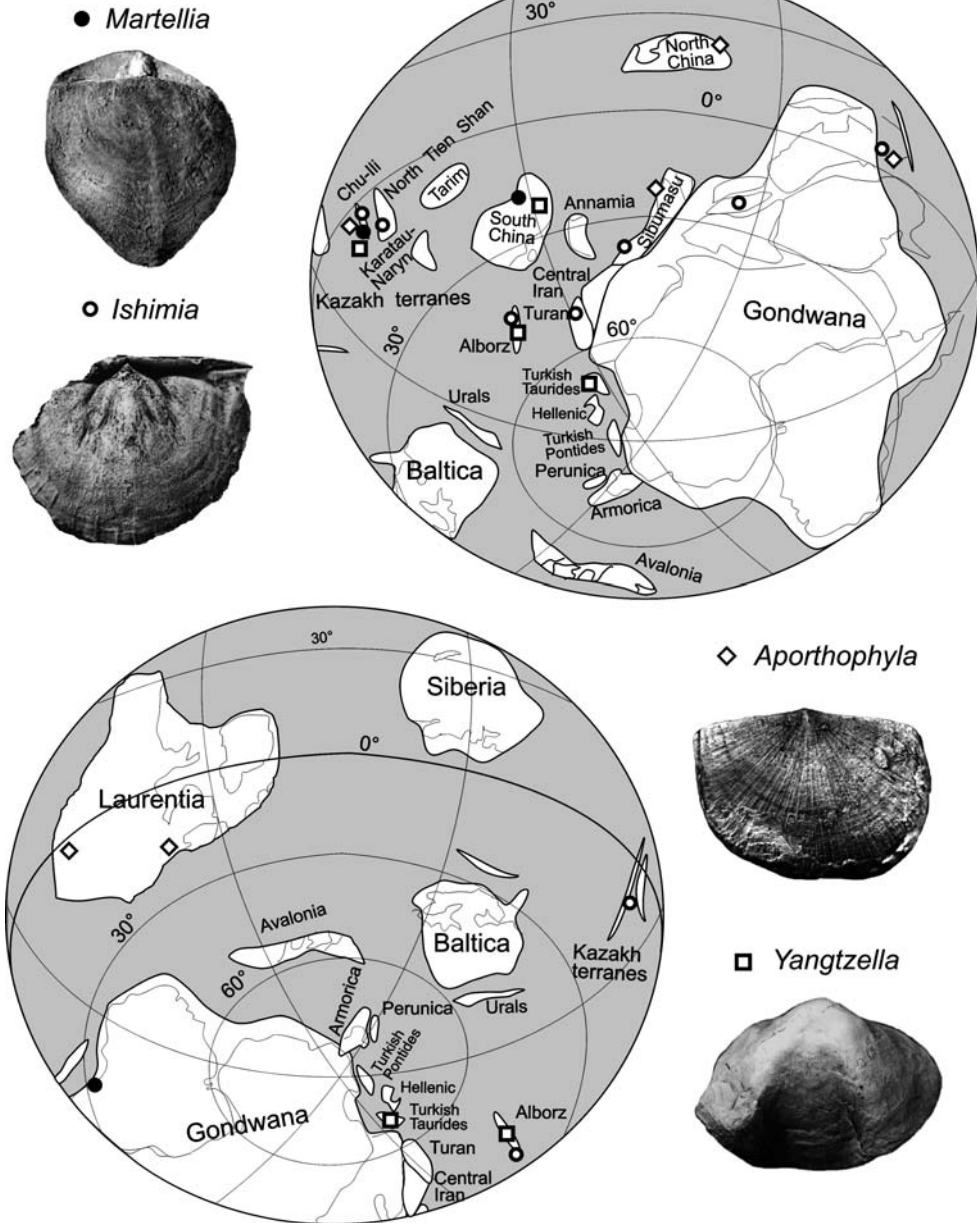 Martellia
Ishimia
30°
North
China
0°
North Tien Shan
Chu-Ili
Tarim
Karatau-
Naryn
Kazakh terranes
South
China
Annamia
Sibumasu
Central
Iran
Turan
Gondwana
30°
60°
Alborz
Turkish
Taurides
Hellenic
Turkish
Pontides
Urals
Baltica
Perunica
Armorica
Avalonia
30°
Siberia
0°
Laurentia
30°
Avalonia
60°
Baltica
Kazakh
terranes
Urals
Armorica
Perunica
Turkish
Pontides
Hellenic
Turkish
Taurides
Gondwana
Alborz
Turan
Central
Iran
Aporthophyla
Yangtzella